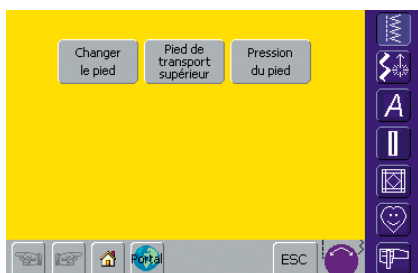 Changer
le pied
Pied de
transport
supérieur
Pression
du pied
A
Portal
ESC